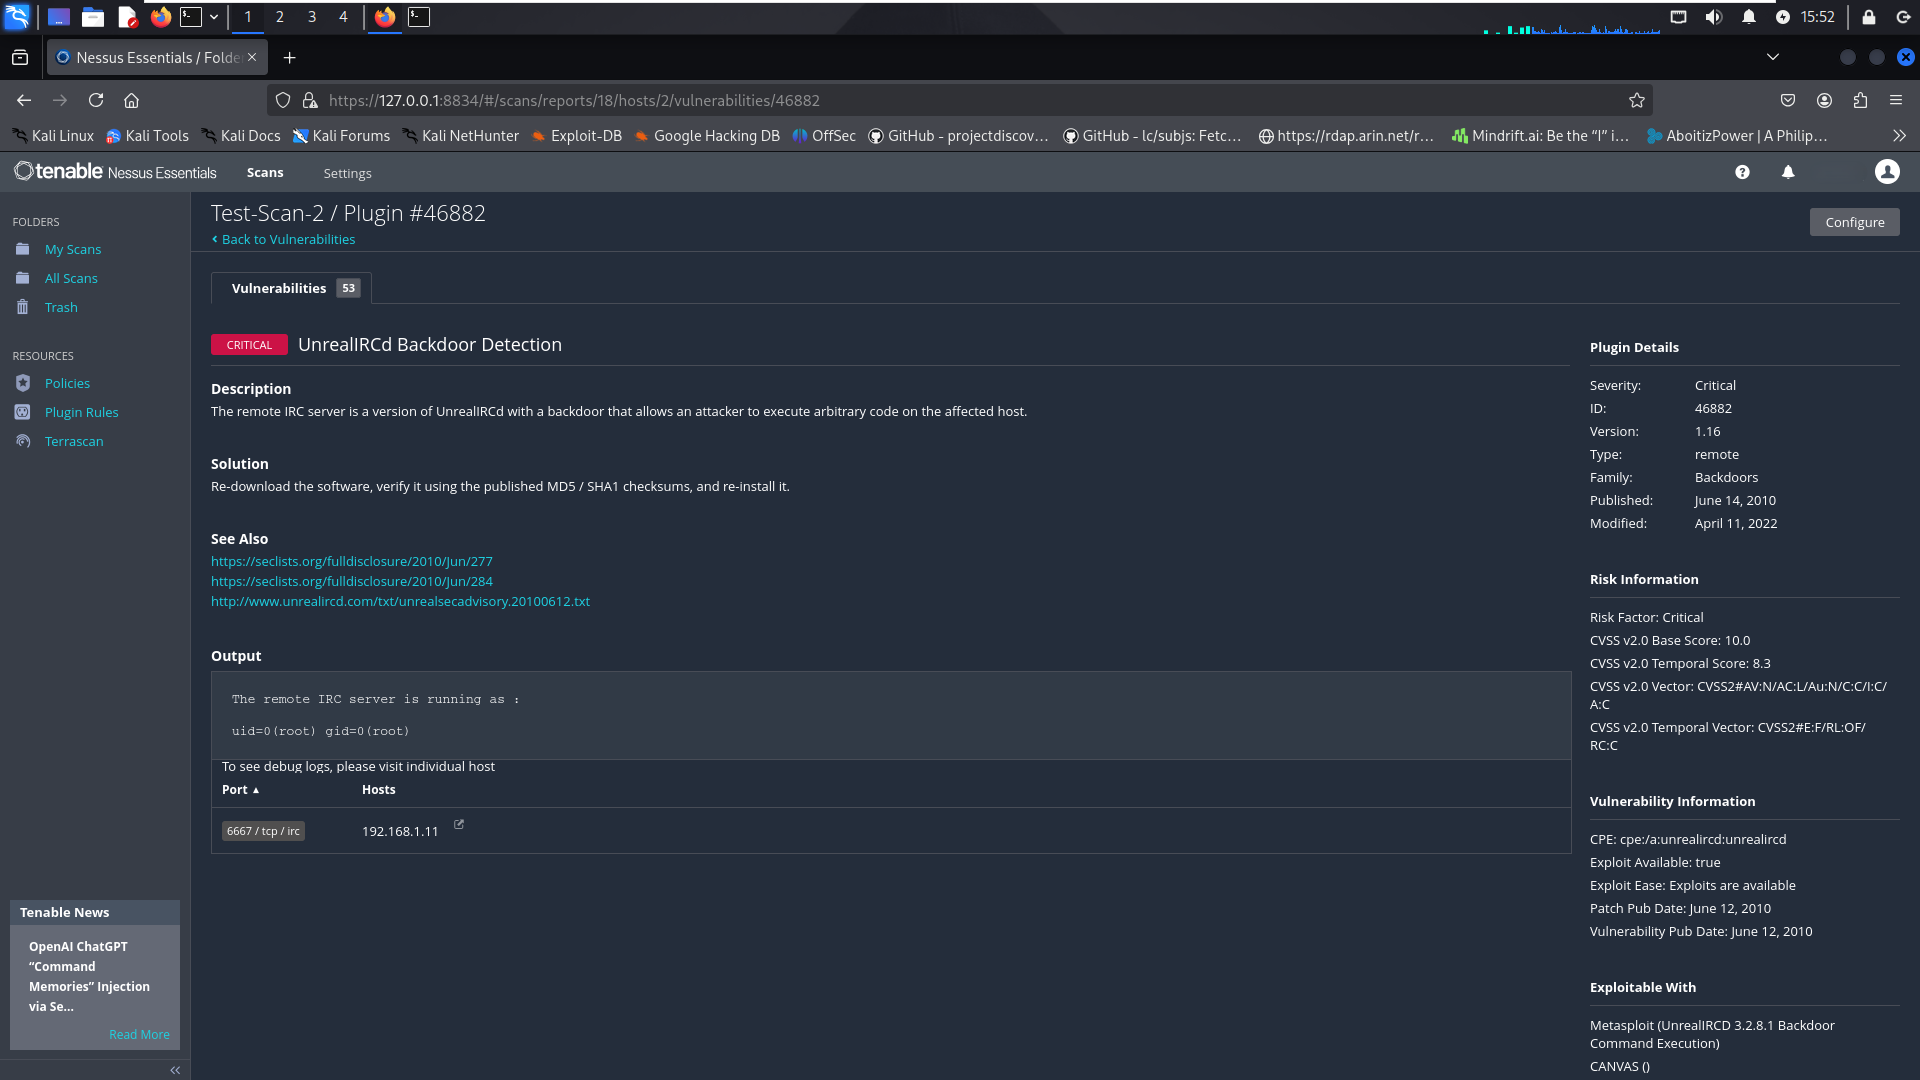 1 2 3 4 15:52
Nessus Essentials / Folde
https://127.0.0.1:8834/#/scans/reports/18/hosts/2/vulnerabilities/46882
Kali Linux Kali Tools Kali Docs Kali Forums Kali NetHunter Exploit-DB Google Hacking DB OffSec GitHub - projectdiscov… GitHub - lc/subjs: Fetc… https://rdap.arin.net/r… Mindrift.ai: Be the “I” i… AboitizPower | A Philip…
tenable Nessus Essentials Scans Settings
FOLDERS
My Scans
All Scans
Trash
RESOURCES
Policies
Plugin Rules
Terrascan
Tenable News
OpenAI ChatGPT
“Command
Memories” Injection
via Se...
Read More
Test-Scan-2 / Plugin #46882
Back to Vulnerabilities
Configure
Vulnerabilities 53
CRITICAL UnrealIRCd Backdoor Detection
Description
The remote IRC server is a version of UnrealIRCd with a backdoor that allows an attacker to execute arbitrary code on the affected host.
Solution
Re-download the software, verify it using the published MD5 / SHA1 checksums, and re-install it.
See Also
https://seclists.org/fulldisclosure/2010/Jun/277
https://seclists.org/fulldisclosure/2010/Jun/284
http://www.unrealircd.com/txt/unrealsecadvisory.20100612.txt
Output
The remote IRC server is running as :
uid=0(root) gid=0(root)
To see debug logs, please visit individual host
Port ▲ Hosts
6667 / tcp / irc 192.168.1.11
Plugin Details
Severity: Critical
ID: 46882
Version: 1.16
Type: remote
Family: Backdoors
Published: June 14, 2010
Modified: April 11, 2022
Risk Information
Risk Factor: Critical
CVSS v2.0 Base Score: 10.0
CVSS v2.0 Temporal Score: 8.3
CVSS v2.0 Vector: CVSS2#AV:N/AC:L/Au:N/C:C/I:C/
A:C
CVSS v2.0 Temporal Vector: CVSS2#E:F/RL:OF/
RC:C
Vulnerability Information
CPE: cpe:/a:unrealircd:unrealircd
Exploit Available: true
Exploit Ease: Exploits are available
Patch Pub Date: June 12, 2010
Vulnerability Pub Date: June 12, 2010
Exploitable With
Metasploit (UnrealIRCD 3.2.8.1 Backdoor
Command Execution)
CANVAS ()